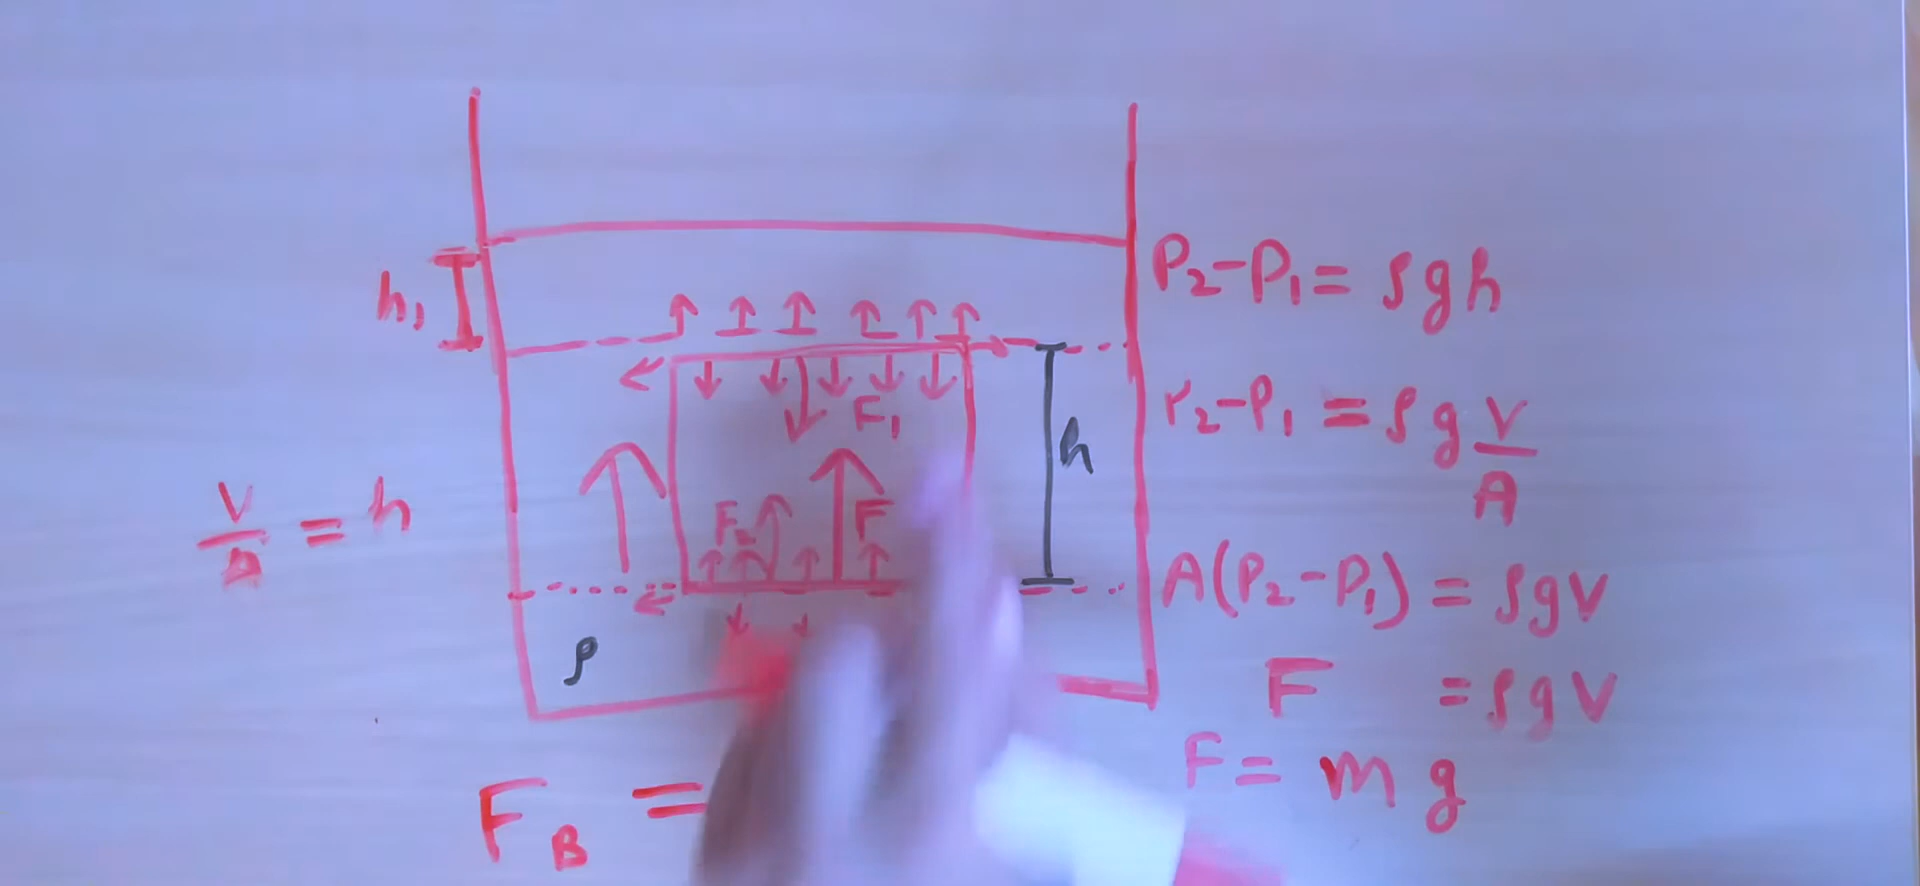 P₂-P₁ = ρgh
h₁
F₁
P₂-P₁ = ρg V/A
h
V/A = h
F₂
F
A(P₂-P₁) = ρgV
ρ
F = ρgV
F = mg
F_B =